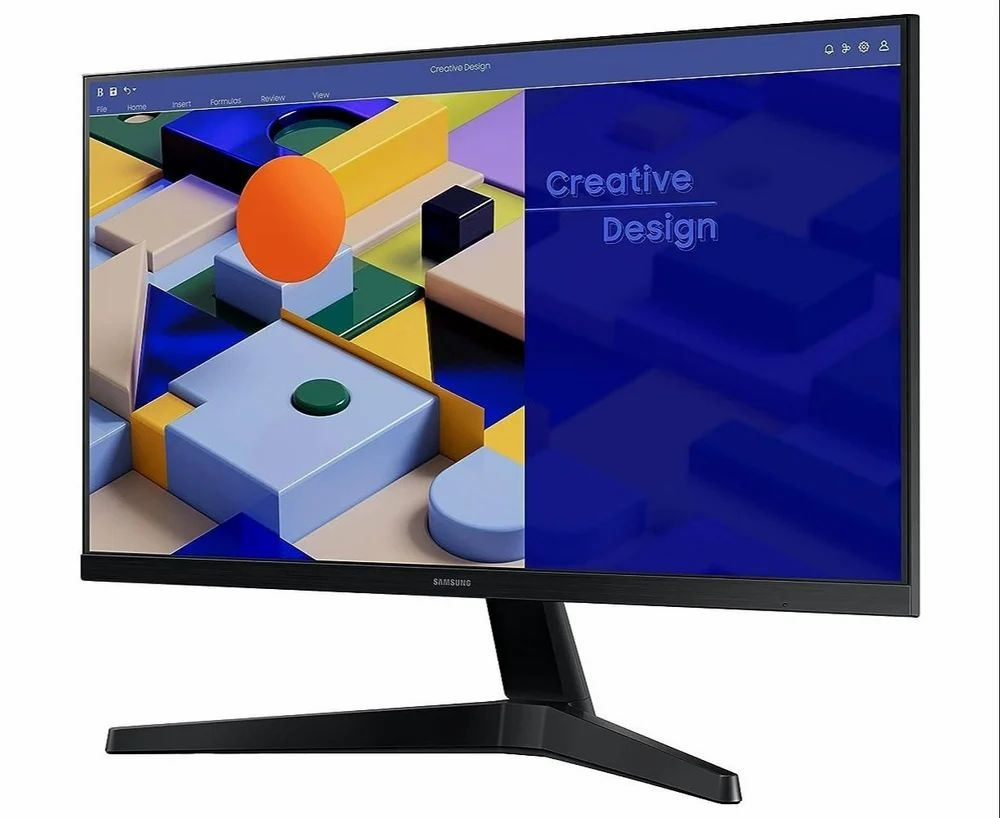 Creative Design
B
File Home Insert Formulas Review View
Creative
Design
SAMSUNG